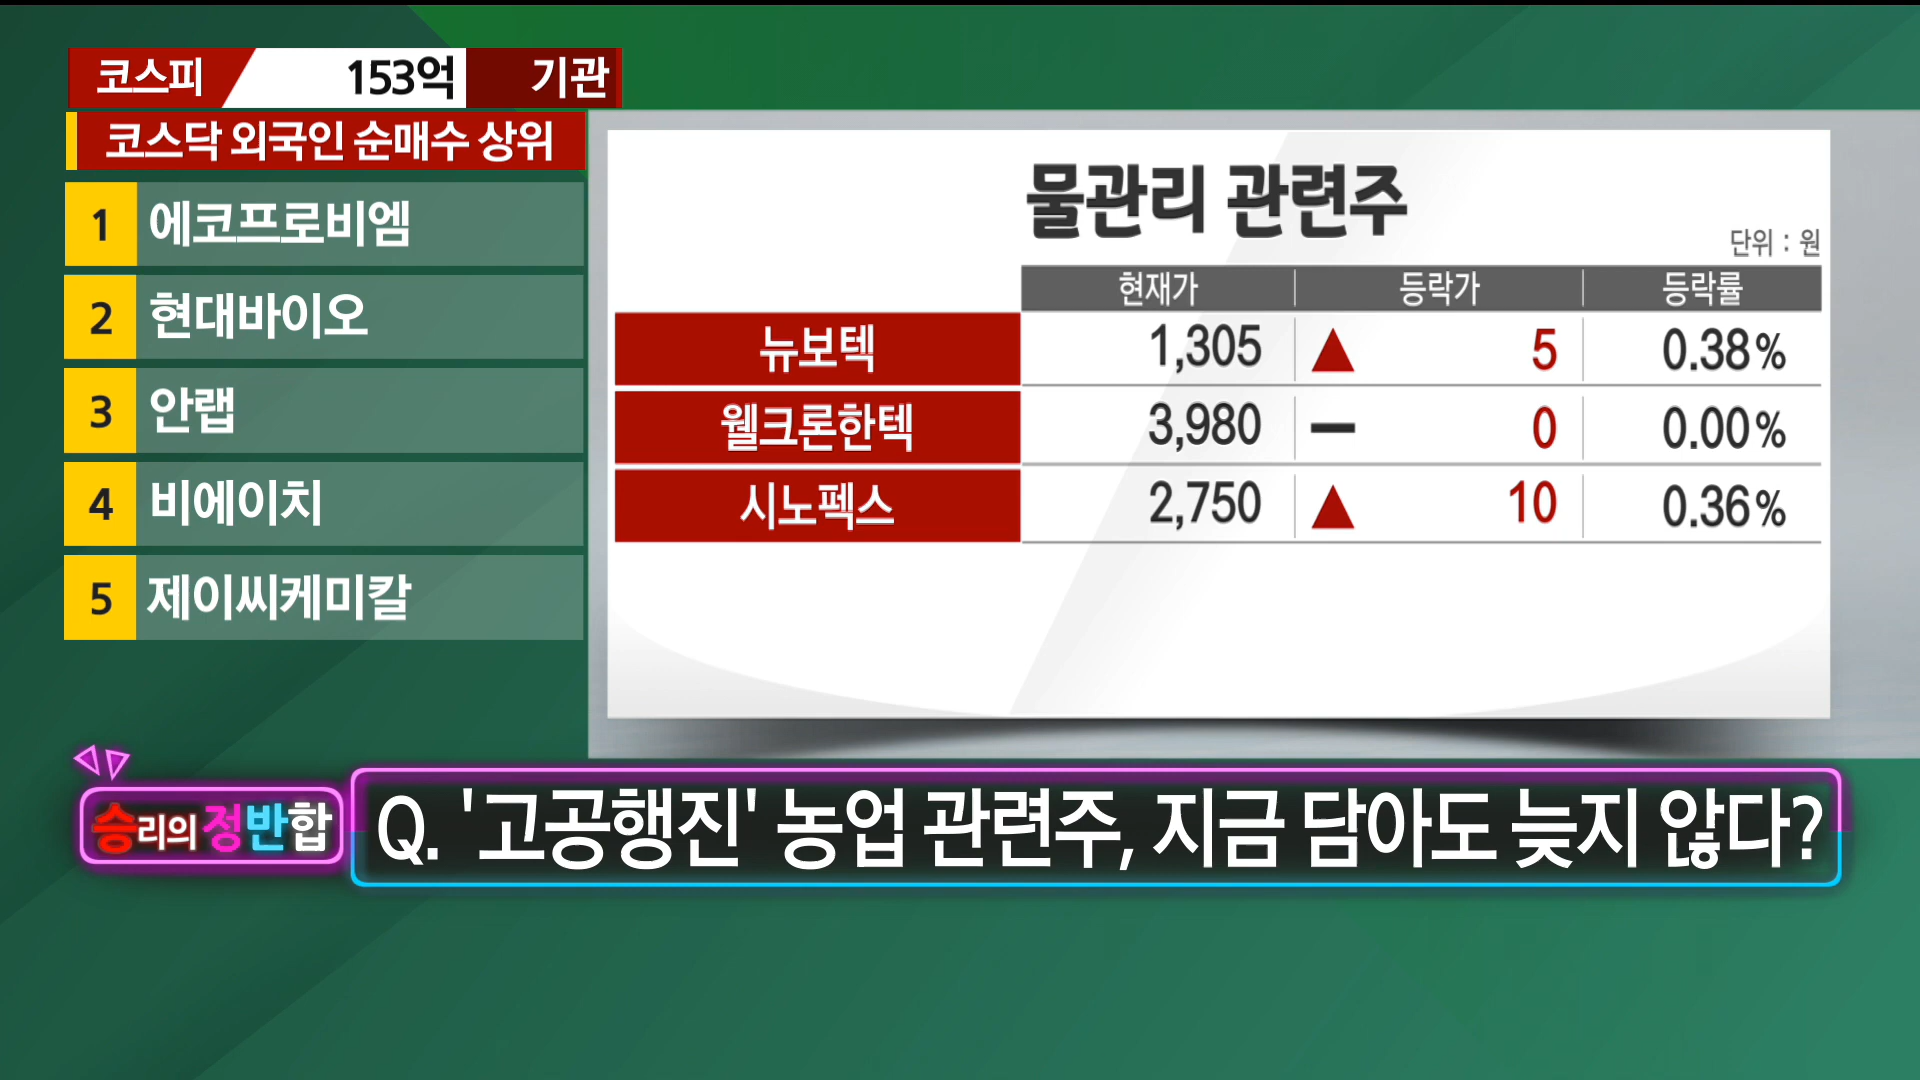 코스피 153억 기관
코스닥 외국인 순매수 상위
1 에코프로비엠
2 현대바이오
3 안랩
4 비에이치
5 제이씨케미칼
물관리 관련주
단위 : 원
현재가 등락가 등락률
뉴보텍 1,305 ▲ 5 0.38%
웰크론한텍 3,980 － 0 0.00%
시노펙스 2,750 ▲ 10 0.36%
승리의 정반합
Q. '고공행진' 농업 관련주, 지금 담아도 늦지 않다?